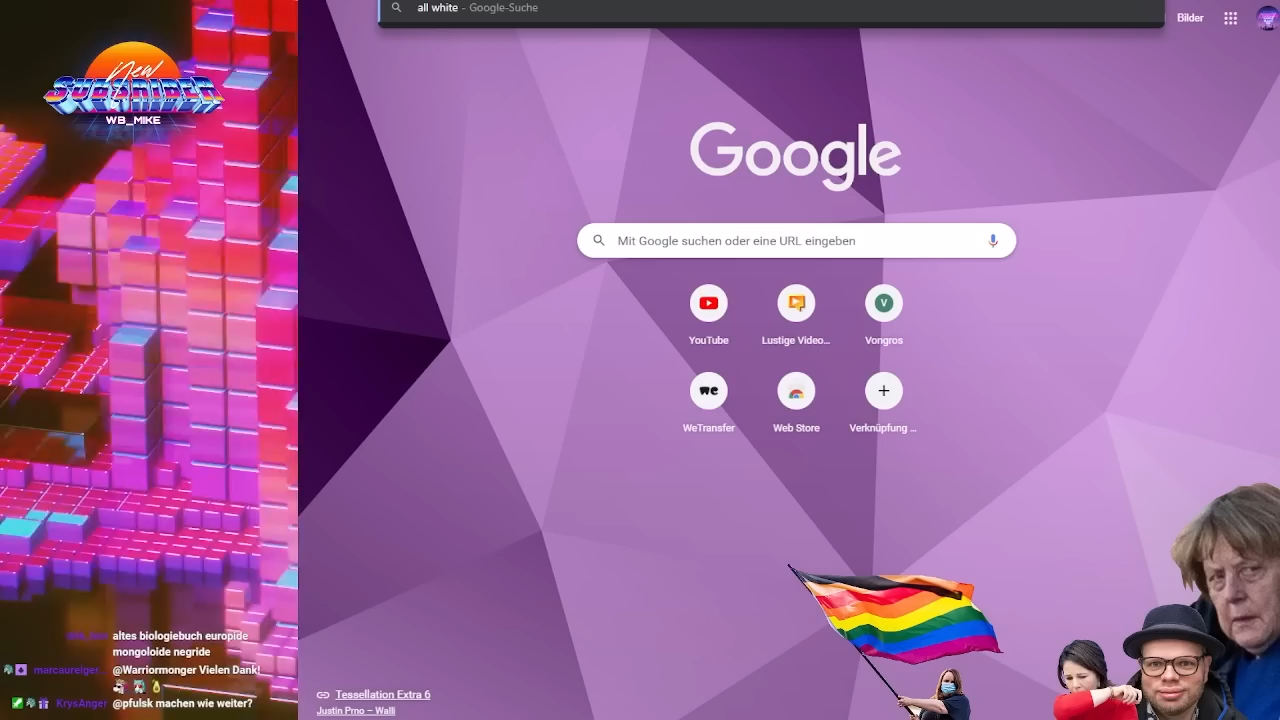 all white - Google-Suche
Bilder
New
SUBRAIDER
WB_MIKE
Google
Mit Google suchen oder eine URL eingeben
V
YouTube
Lustige Video...
Vongros
we
WeTransfer
Web Store
Verknüpfung ...
altes biologiebuch europide
mongoloide negride
marcaureiger... @Warriormonger Vielen Dank!
KrysAnger @pfulsk machen wie weiter?
Tessellation Extra 6
Justin Prno – Walli